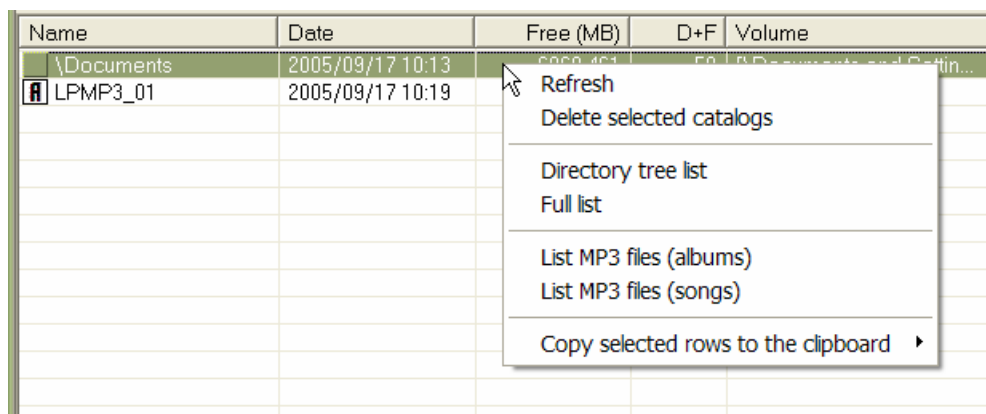 Name Date Free (MB) D+F Volume
\Documents 2005/09/17 10:13
LPMP3_01 2005/09/17 10:19
Refresh
Delete selected catalogs
Directory tree list
Full list
List MP3 files (albums)
List MP3 files (songs)
Copy selected rows to the clipboard